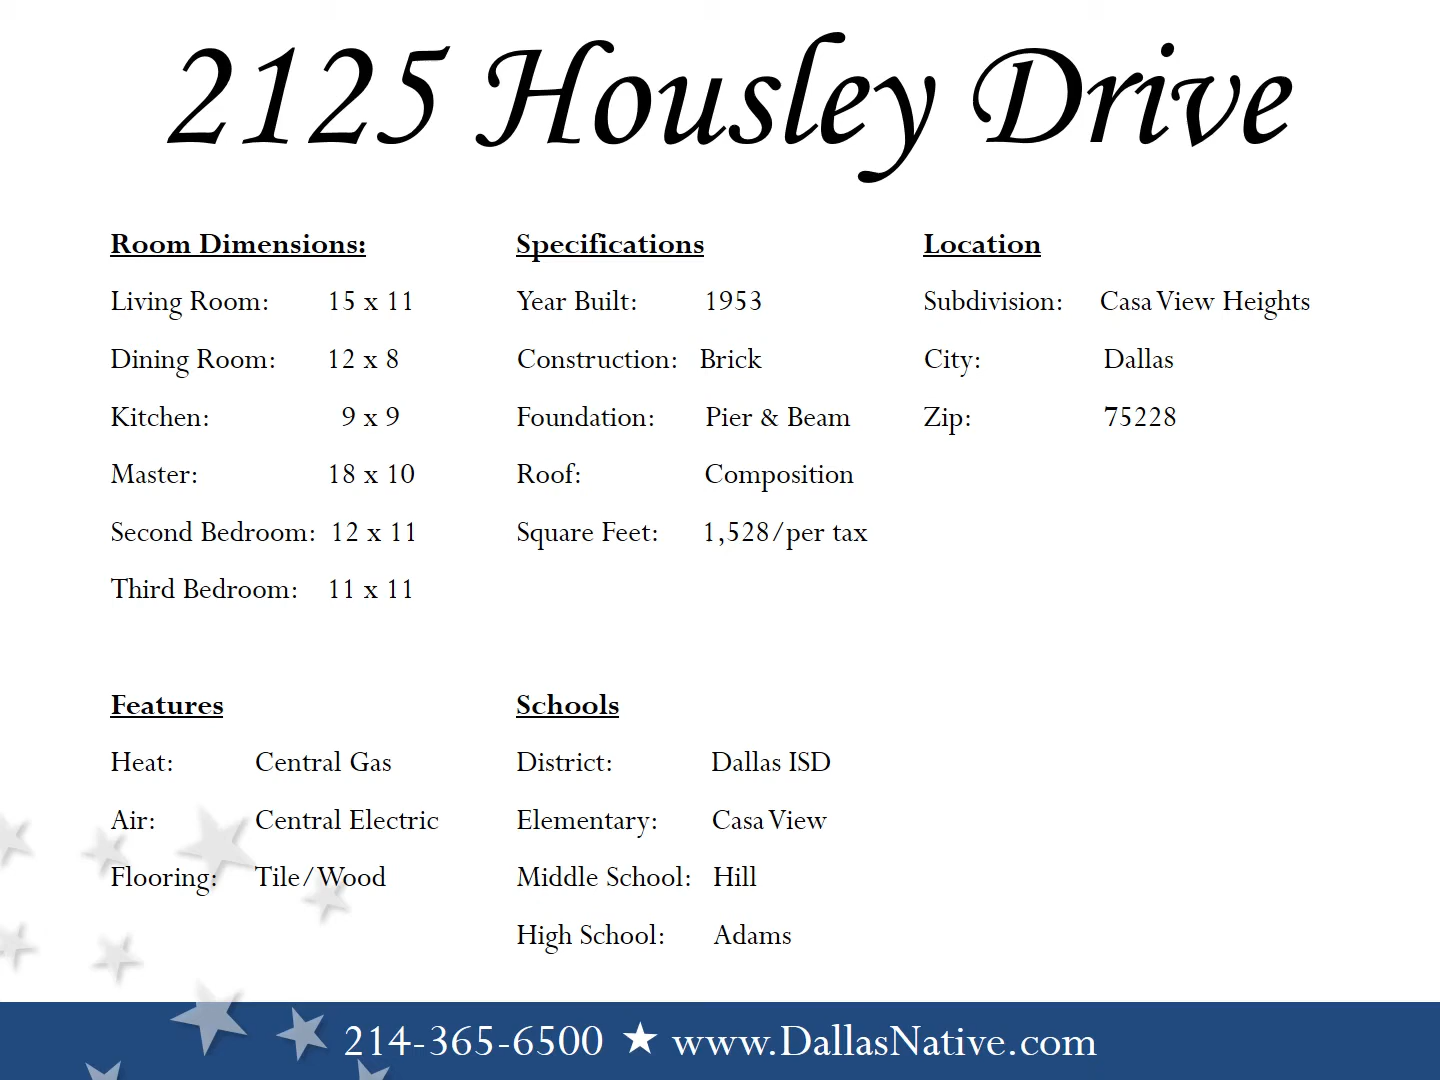 2125 Housley Drive
Room Dimensions:
Living Room: 15 x 11
Dining Room: 12 x 8
Kitchen: 9 x 9
Master: 18 x 10
Second Bedroom: 12 x 11
Third Bedroom: 11 x 11
Specifications
Year Built: 1953
Construction: Brick
Foundation: Pier & Beam
Roof: Composition
Square Feet: 1,528/per tax
Location
Subdivision: Casa View Heights
City: Dallas
Zip: 75228
Features
Heat: Central Gas
Air: Central Electric
Flooring: Tile/Wood
Schools
District: Dallas ISD
Elementary: Casa View
Middle School: Hill
High School: Adams
214-365-6500 ★ www.DallasNative.com